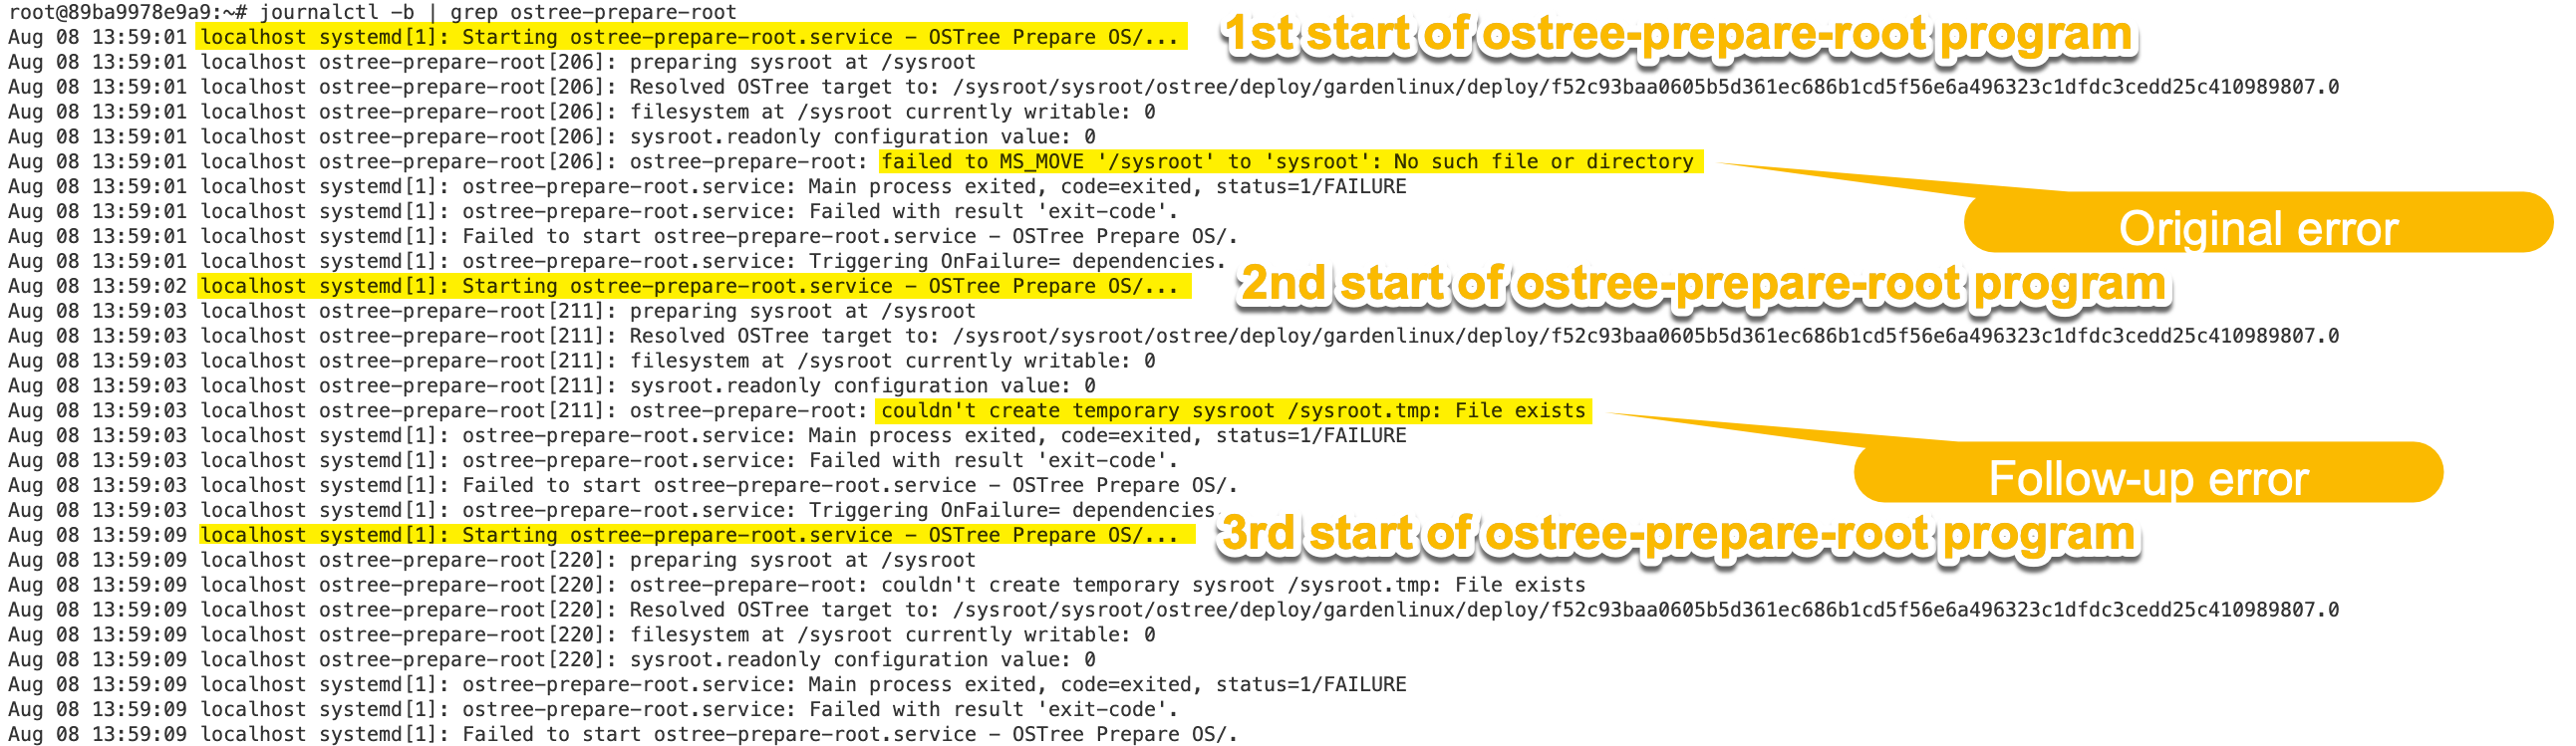 root@89ba9978e9a9:~# journalctl -b | grep ostree-prepare-root
Aug 08 13:59:01 localhost systemd[1]: Starting ostree-prepare-root.service - OSTree Prepare OS/... 1st start of ostree-prepare-root program
Aug 08 13:59:01 localhost ostree-prepare-root[206]: preparing sysroot at /sysroot
Aug 08 13:59:01 localhost ostree-prepare-root[206]: Resolved OSTree target to: /sysroot/sysroot/ostree/deploy/gardenlinux/deploy/f52c93baa0605b5d361ec686b1cd5f56e6a496323c1dfdc3cedd25c410989807.0
Aug 08 13:59:01 localhost ostree-prepare-root[206]: filesystem at /sysroot currently writable: 0
Aug 08 13:59:01 localhost ostree-prepare-root[206]: sysroot.readonly configuration value: 0
Aug 08 13:59:01 localhost ostree-prepare-root[206]: ostree-prepare-root: failed to MS_MOVE '/sysroot' to 'sysroot': No such file or directory
Aug 08 13:59:01 localhost systemd[1]: ostree-prepare-root.service: Main process exited, code=exited, status=1/FAILURE
Aug 08 13:59:01 localhost systemd[1]: ostree-prepare-root.service: Failed with result 'exit-code'.
Original error
Aug 08 13:59:01 localhost systemd[1]: Failed to start ostree-prepare-root.service - OSTree Prepare OS/.
Aug 08 13:59:01 localhost systemd[1]: ostree-prepare-root.service: Triggering OnFailure= dependencies.
Aug 08 13:59:02 localhost systemd[1]: Starting ostree-prepare-root.service - OSTree Prepare OS/... 2nd start of ostree-prepare-root program
Aug 08 13:59:03 localhost ostree-prepare-root[211]: preparing sysroot at /sysroot
Aug 08 13:59:03 localhost ostree-prepare-root[211]: Resolved OSTree target to: /sysroot/sysroot/ostree/deploy/gardenlinux/deploy/f52c93baa0605b5d361ec686b1cd5f56e6a496323c1dfdc3cedd25c410989807.0
Aug 08 13:59:03 localhost ostree-prepare-root[211]: filesystem at /sysroot currently writable: 0
Aug 08 13:59:03 localhost ostree-prepare-root[211]: sysroot.readonly configuration value: 0
Aug 08 13:59:03 localhost ostree-prepare-root[211]: ostree-prepare-root: couldn't create temporary sysroot /sysroot.tmp: File exists
Aug 08 13:59:03 localhost systemd[1]: ostree-prepare-root.service: Main process exited, code=exited, status=1/FAILURE
Aug 08 13:59:03 localhost systemd[1]: ostree-prepare-root.service: Failed with result 'exit-code'.
Follow-up error
Aug 08 13:59:03 localhost systemd[1]: Failed to start ostree-prepare-root.service - OSTree Prepare OS/.
Aug 08 13:59:03 localhost systemd[1]: ostree-prepare-root.service: Triggering OnFailure= dependencies.
Aug 08 13:59:09 localhost systemd[1]: Starting ostree-prepare-root.service - OSTree Prepare OS/... 3rd start of ostree-prepare-root program
Aug 08 13:59:09 localhost ostree-prepare-root[220]: preparing sysroot at /sysroot
Aug 08 13:59:09 localhost ostree-prepare-root[220]: ostree-prepare-root: couldn't create temporary sysroot /sysroot.tmp: File exists
Aug 08 13:59:09 localhost ostree-prepare-root[220]: Resolved OSTree target to: /sysroot/sysroot/ostree/deploy/gardenlinux/deploy/f52c93baa0605b5d361ec686b1cd5f56e6a496323c1dfdc3cedd25c410989807.0
Aug 08 13:59:09 localhost ostree-prepare-root[220]: filesystem at /sysroot currently writable: 0
Aug 08 13:59:09 localhost ostree-prepare-root[220]: sysroot.readonly configuration value: 0
Aug 08 13:59:09 localhost systemd[1]: ostree-prepare-root.service: Main process exited, code=exited, status=1/FAILURE
Aug 08 13:59:09 localhost systemd[1]: ostree-prepare-root.service: Failed with result 'exit-code'.
Aug 08 13:59:09 localhost systemd[1]: Failed to start ostree-prepare-root.service - OSTree Prepare OS/.